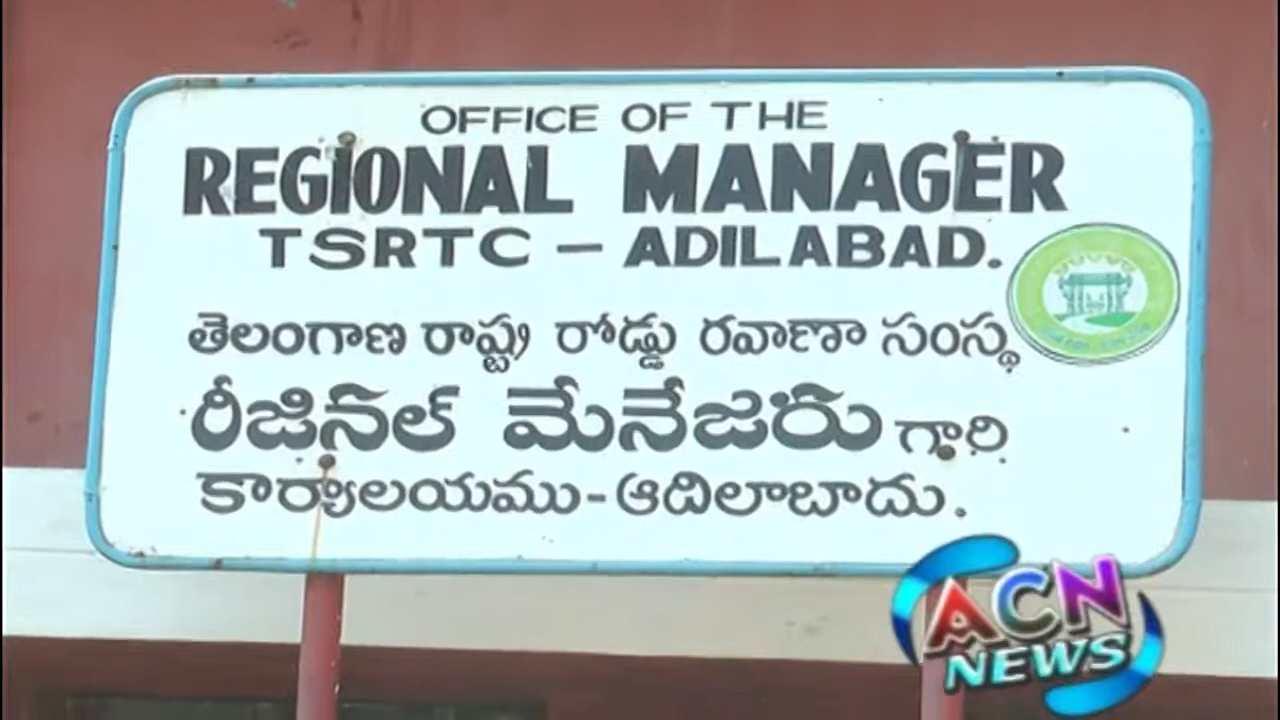 OFFICE OF THE
REGIONAL MANAGER
TSRTC – ADILABAD.
తెలంగాణ రాష్ట్ర రోడ్డు రవాణా సంస్థ
రీజినల్ మేనేజరు గారి
కార్యాలయము - ఆదిలాబాదు.
ACN
NEWS